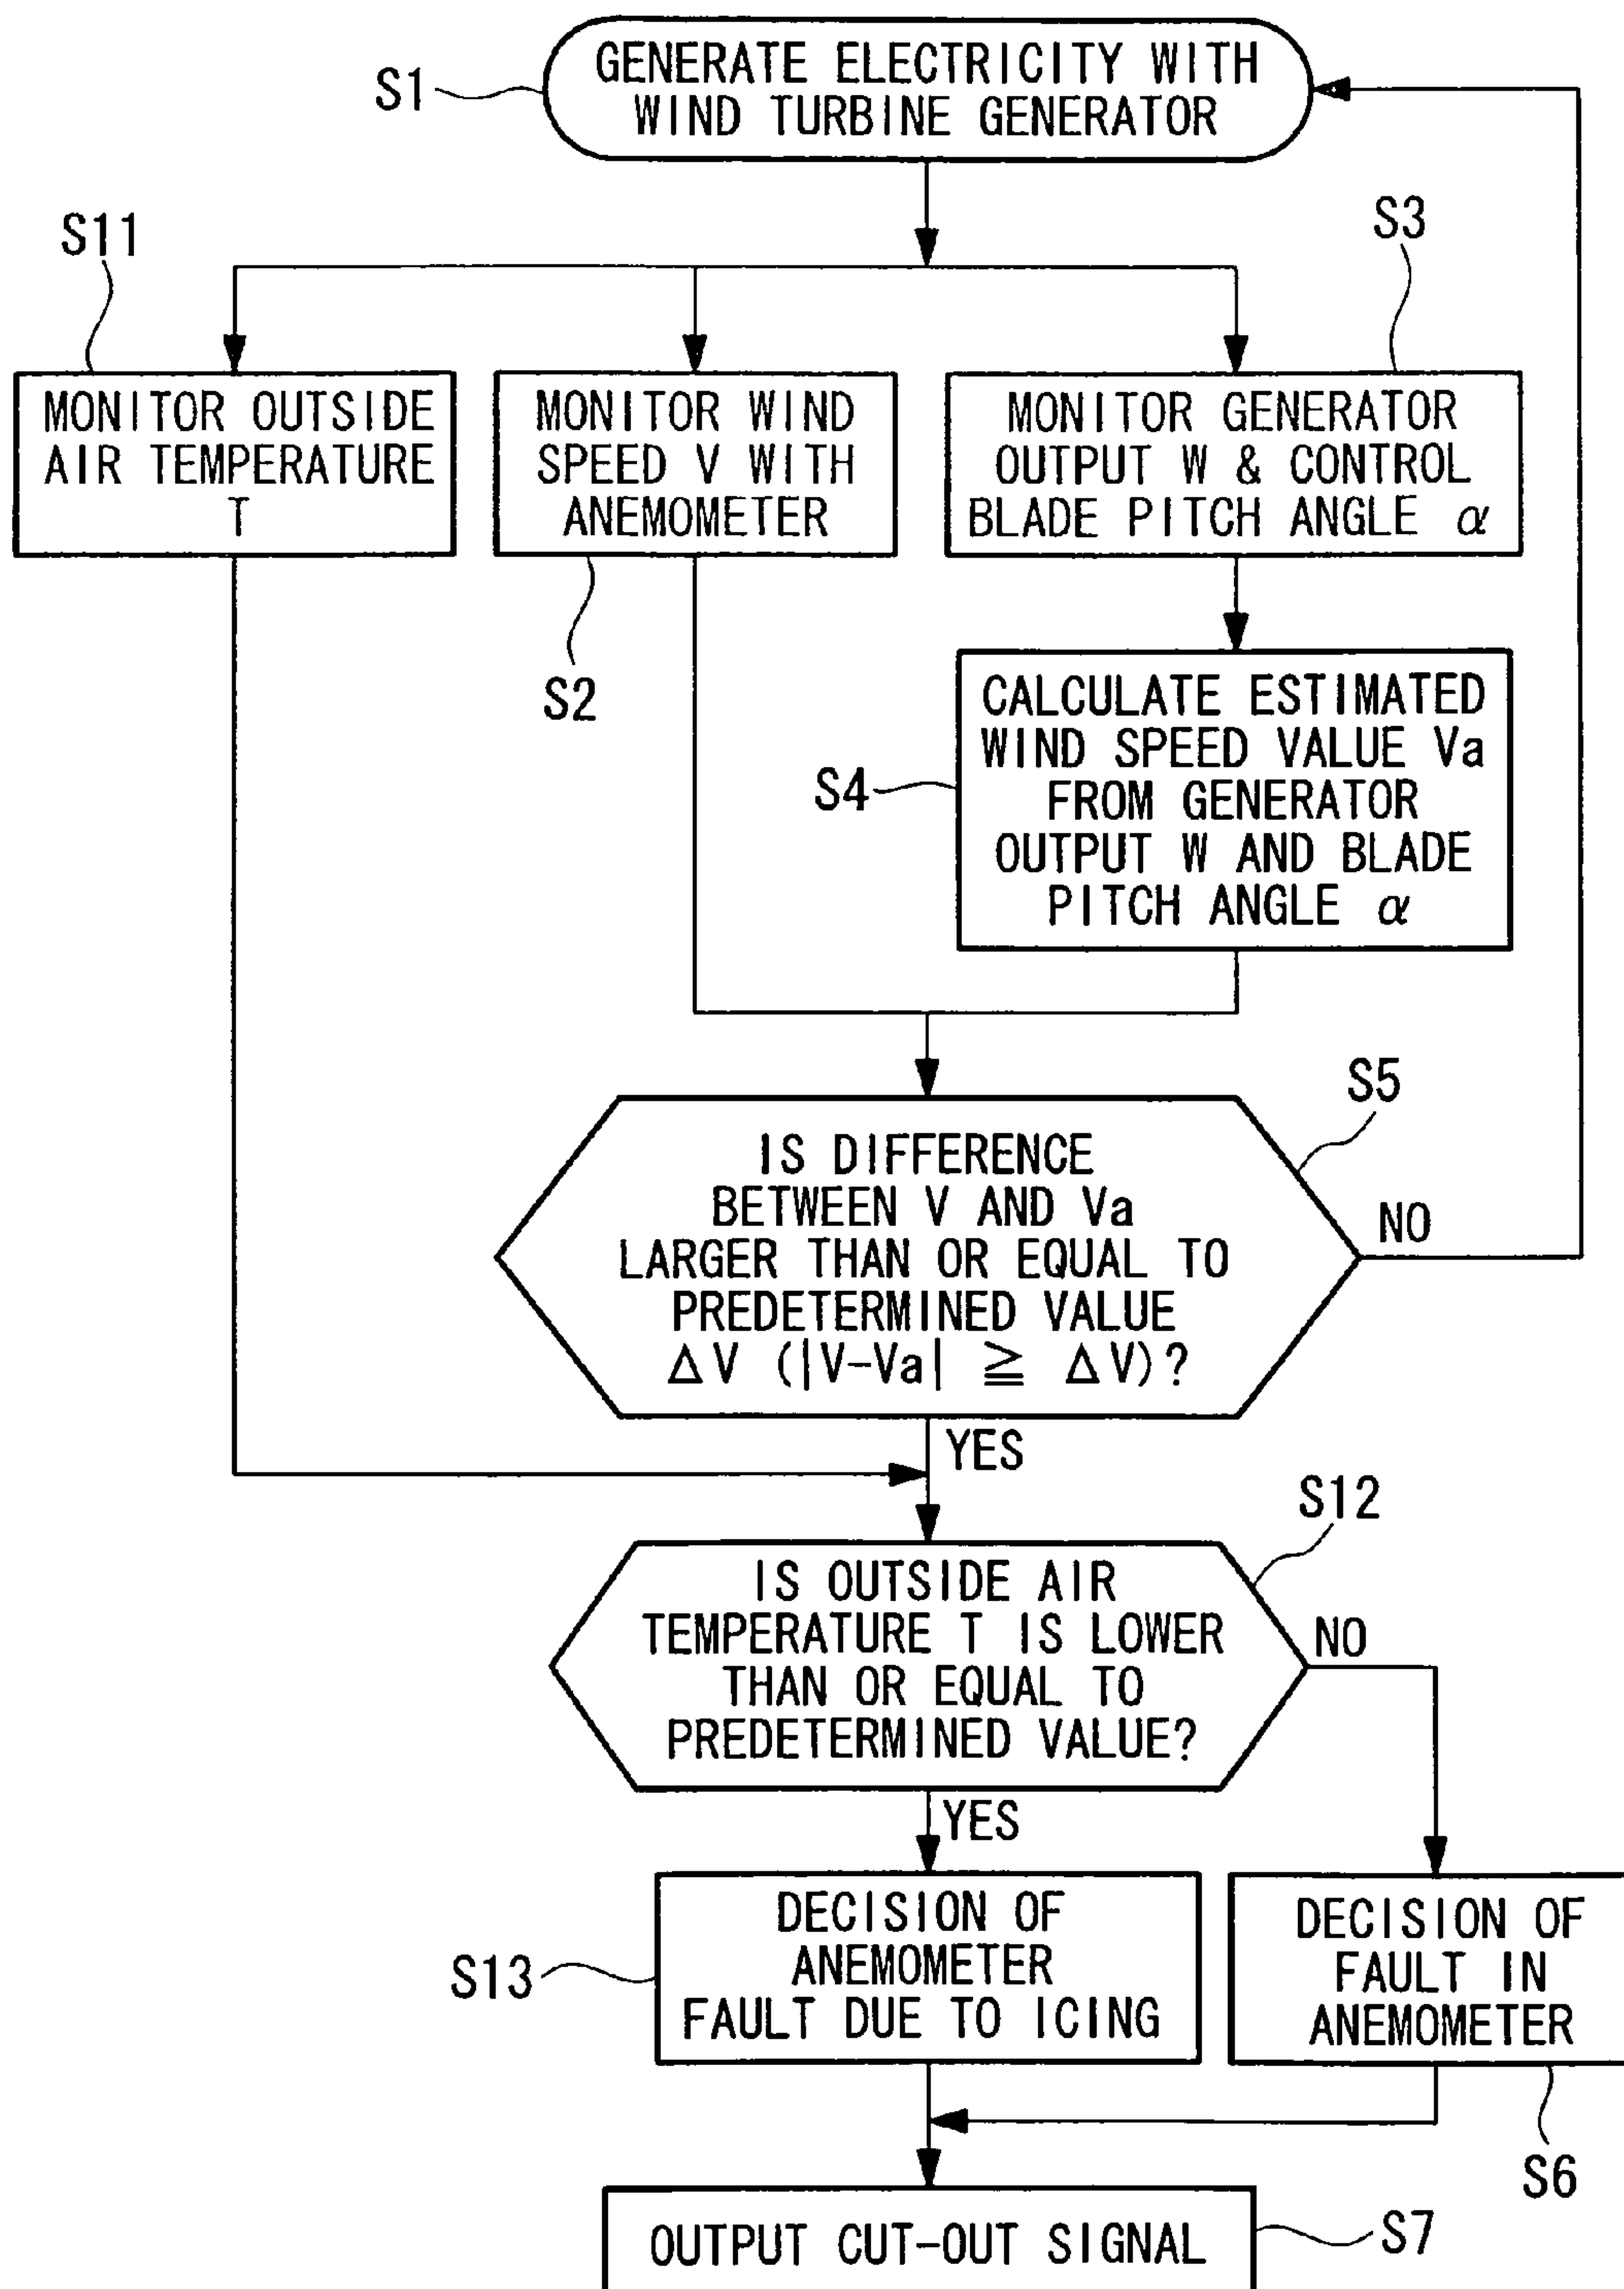 GENERATE ELECTRICITY WITH
WIND TURBINE GENERATOR
S1
S11
S3
MONITOR OUTSIDE
AIR TEMPERATURE
T
MONITOR WIND
SPEED V WITH
ANEMOMETER
MONITOR GENERATOR
OUTPUT W & CONTROL
BLADE PITCH ANGLE α
S2
CALCULATE ESTIMATED
WIND SPEED VALUE Va
FROM GENERATOR
OUTPUT W AND BLADE
PITCH ANGLE α
S4
S5
IS DIFFERENCE
BETWEEN V AND Va
LARGER THAN OR EQUAL TO
PREDETERMINED VALUE
ΔV (|V-Va| ≧ ΔV)?
NO
YES
S12
IS OUTSIDE AIR
TEMPERATURE T IS LOWER
THAN OR EQUAL TO
PREDETERMINED VALUE?
NO
YES
S13
DECISION OF
ANEMOMETER
FAULT DUE TO ICING
DECISION OF
FAULT IN
ANEMOMETER
S6
OUTPUT CUT-OUT SIGNAL
S7